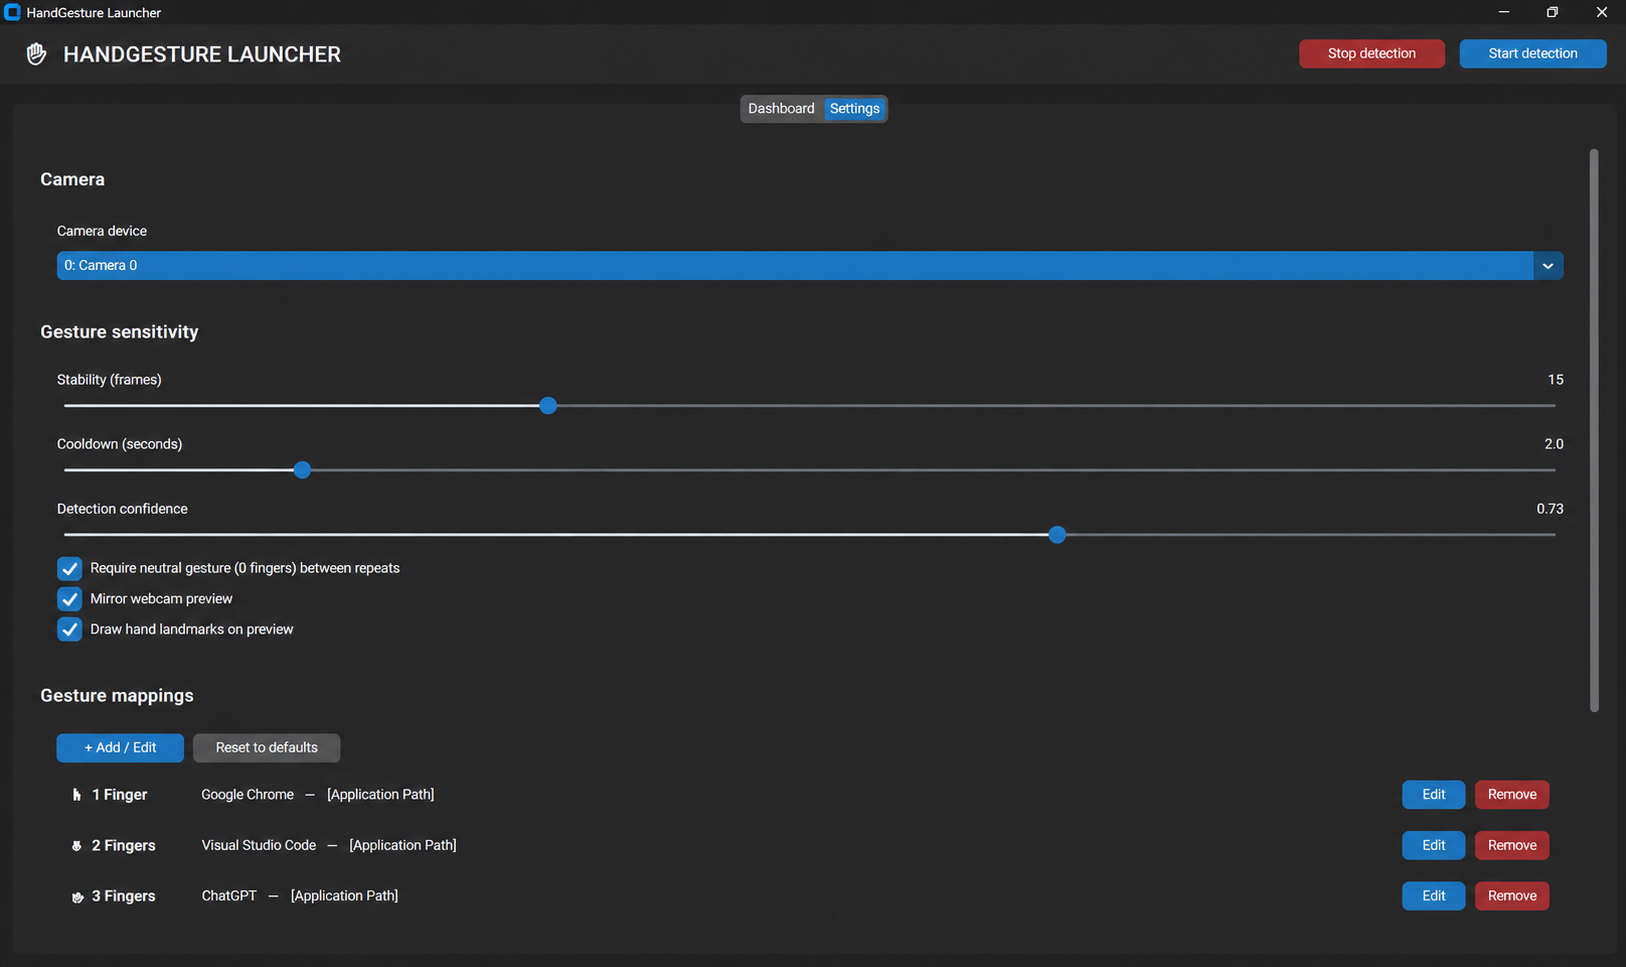 HandGesture Launcher
HANDGESTURE LAUNCHER
Stop detection
Start detection
Dashboard
Settings
Camera
Camera device
0: Camera 0
Gesture sensitivity
Stability (frames)
15
Cooldown (seconds)
2.0
Detection confidence
0.73
Require neutral gesture (0 fingers) between repeats
Mirror webcam preview
Draw hand landmarks on preview
Gesture mappings
+ Add / Edit
Reset to defaults
1 Finger
Google Chrome — [Application Path]
Edit
Remove
2 Fingers
Visual Studio Code — [Application Path]
Edit
Remove
3 Fingers
ChatGPT — [Application Path]
Edit
Remove